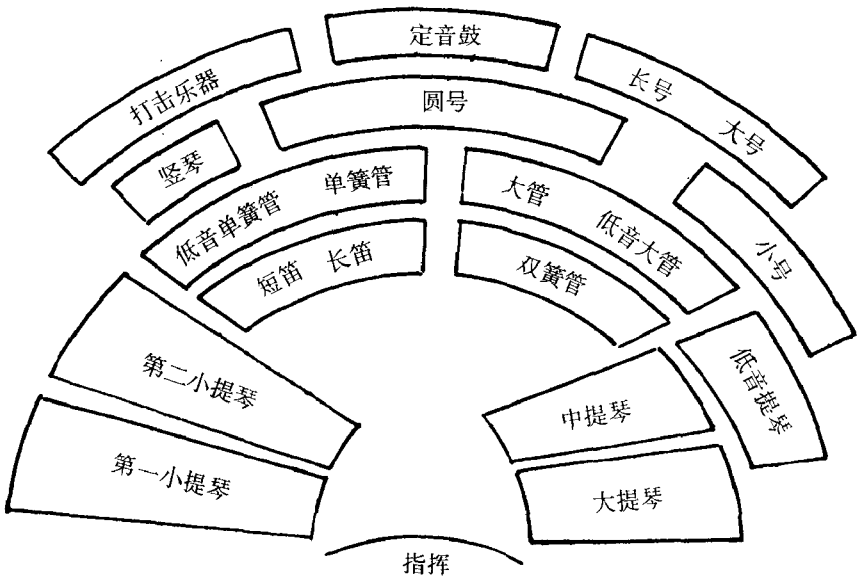 定音鼓
打击乐器
长号 大号
圆号
竖琴
低音单簧管 单簧管
大管 低音大管
小号
短笛 长笛
双簧管
第二小提琴
中提琴
低音提琴
第一小提琴
大提琴
指挥